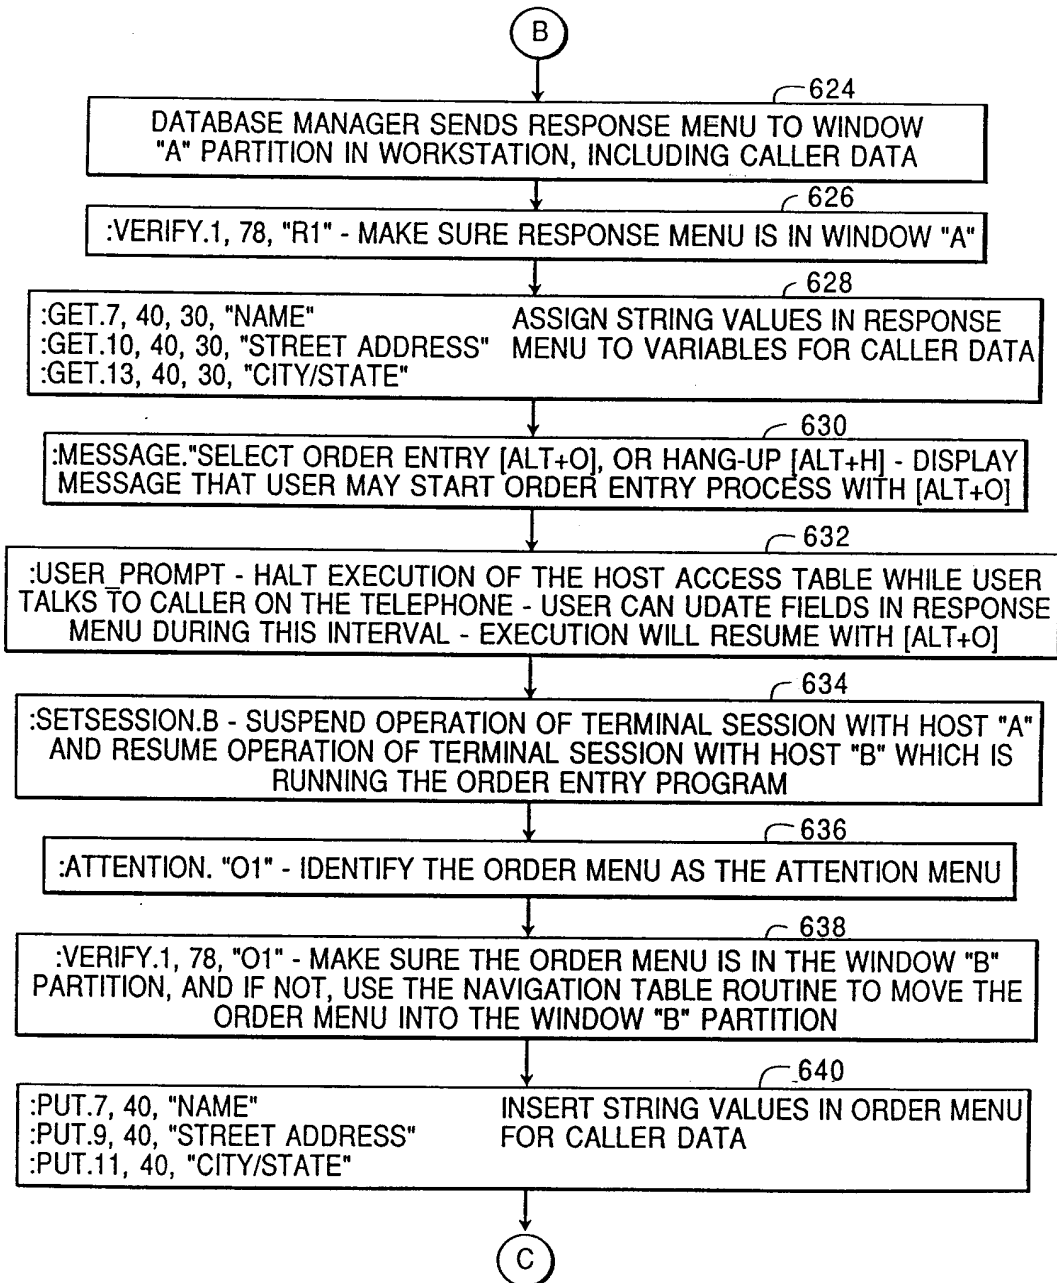 B
624
DATABASE MANAGER SENDS RESPONSE MENU TO WINDOW
"A" PARTITION IN WORKSTATION, INCLUDING CALLER DATA
626
:VERIFY.1, 78, "R1" - MAKE SURE RESPONSE MENU IS IN WINDOW "A"
628
:GET.7, 40, 30, "NAME" ASSIGN STRING VALUES IN RESPONSE
:GET.10, 40, 30, "STREET ADDRESS" MENU TO VARIABLES FOR CALLER DATA
:GET.13, 40, 30, "CITY/STATE"
630
:MESSAGE."SELECT ORDER ENTRY [ALT+O], OR HANG-UP [ALT+H] - DISPLAY
MESSAGE THAT USER MAY START ORDER ENTRY PROCESS WITH [ALT+O]
632
:USER_PROMPT - HALT EXECUTION OF THE HOST ACCESS TABLE WHILE USER
TALKS TO CALLER ON THE TELEPHONE - USER CAN UDATE FIELDS IN RESPONSE
MENU DURING THIS INTERVAL - EXECUTION WILL RESUME WITH [ALT+O]
634
:SETSESSION.B - SUSPEND OPERATION OF TERMINAL SESSION WITH HOST "A"
AND RESUME OPERATION OF TERMINAL SESSION WITH HOST "B" WHICH IS
RUNNING THE ORDER ENTRY PROGRAM
636
:ATTENTION. "O1" - IDENTIFY THE ORDER MENU AS THE ATTENTION MENU
638
:VERIFY.1, 78, "O1" - MAKE SURE THE ORDER MENU IS IN THE WINDOW "B"
PARTITION, AND IF NOT, USE THE NAVIGATION TABLE ROUTINE TO MOVE THE
ORDER MENU INTO THE WINDOW "B" PARTITION
640
:PUT.7, 40, "NAME" INSERT STRING VALUES IN ORDER MENU
:PUT.9, 40, "STREET ADDRESS" FOR CALLER DATA
:PUT.11, 40, "CITY/STATE"
C